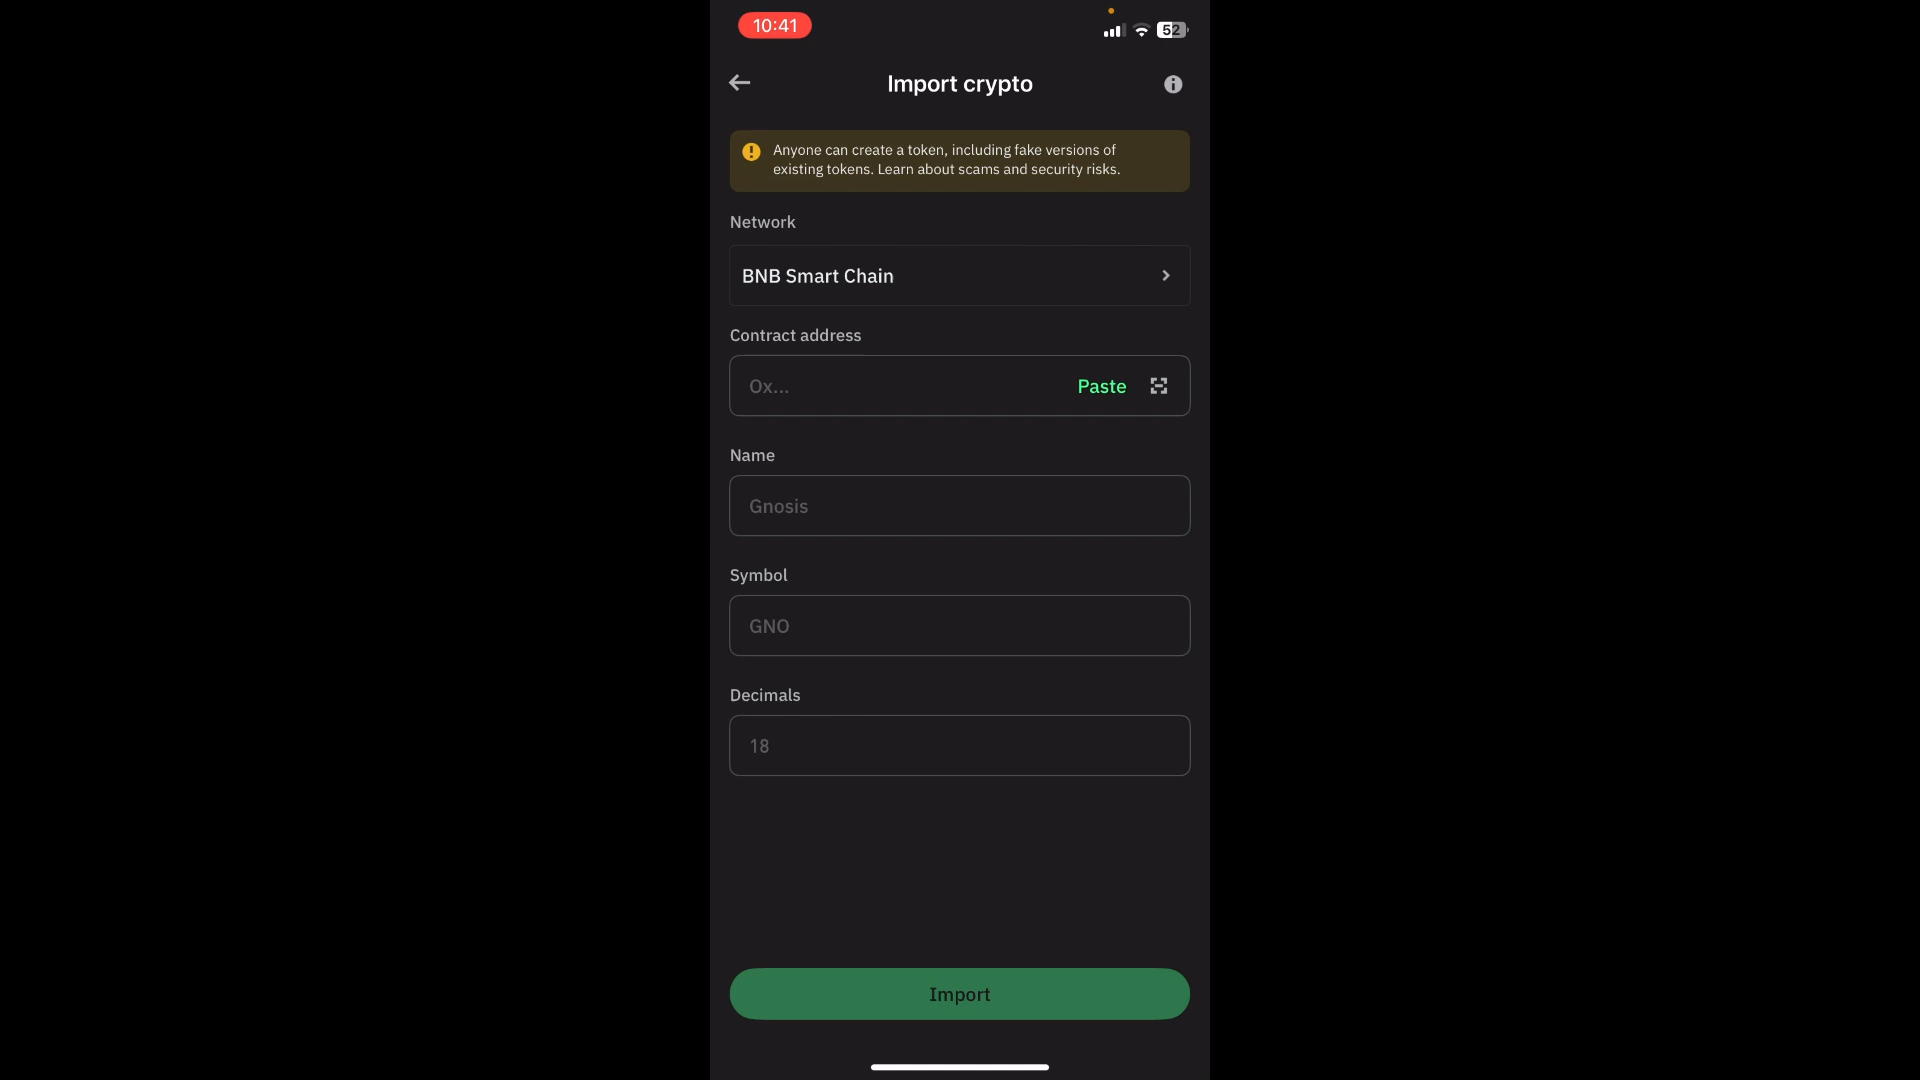 10:41
52
Import crypto
Anyone can create a token, including fake versions of
existing tokens. Learn about scams and security risks.
Network
BNB Smart Chain
Contract address
0x...
Paste
Name
Gnosis
Symbol
GNO
Decimals
18
Import